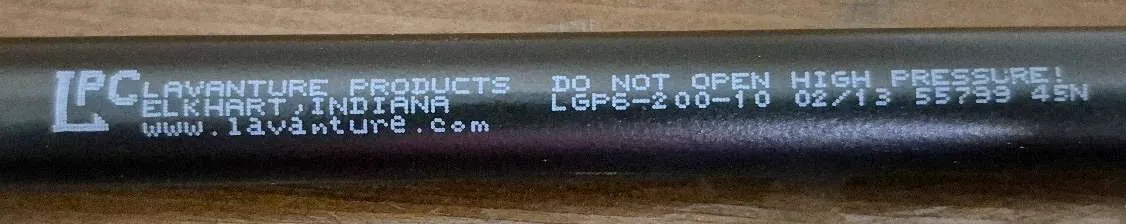 LPC
LAVANTURE PRODUCTS
ELKHART, INDIANA
www.lavanture.com
DO NOT OPEN HIGH PRESSURE!
LGP6-200-10 02/13 55799 45N